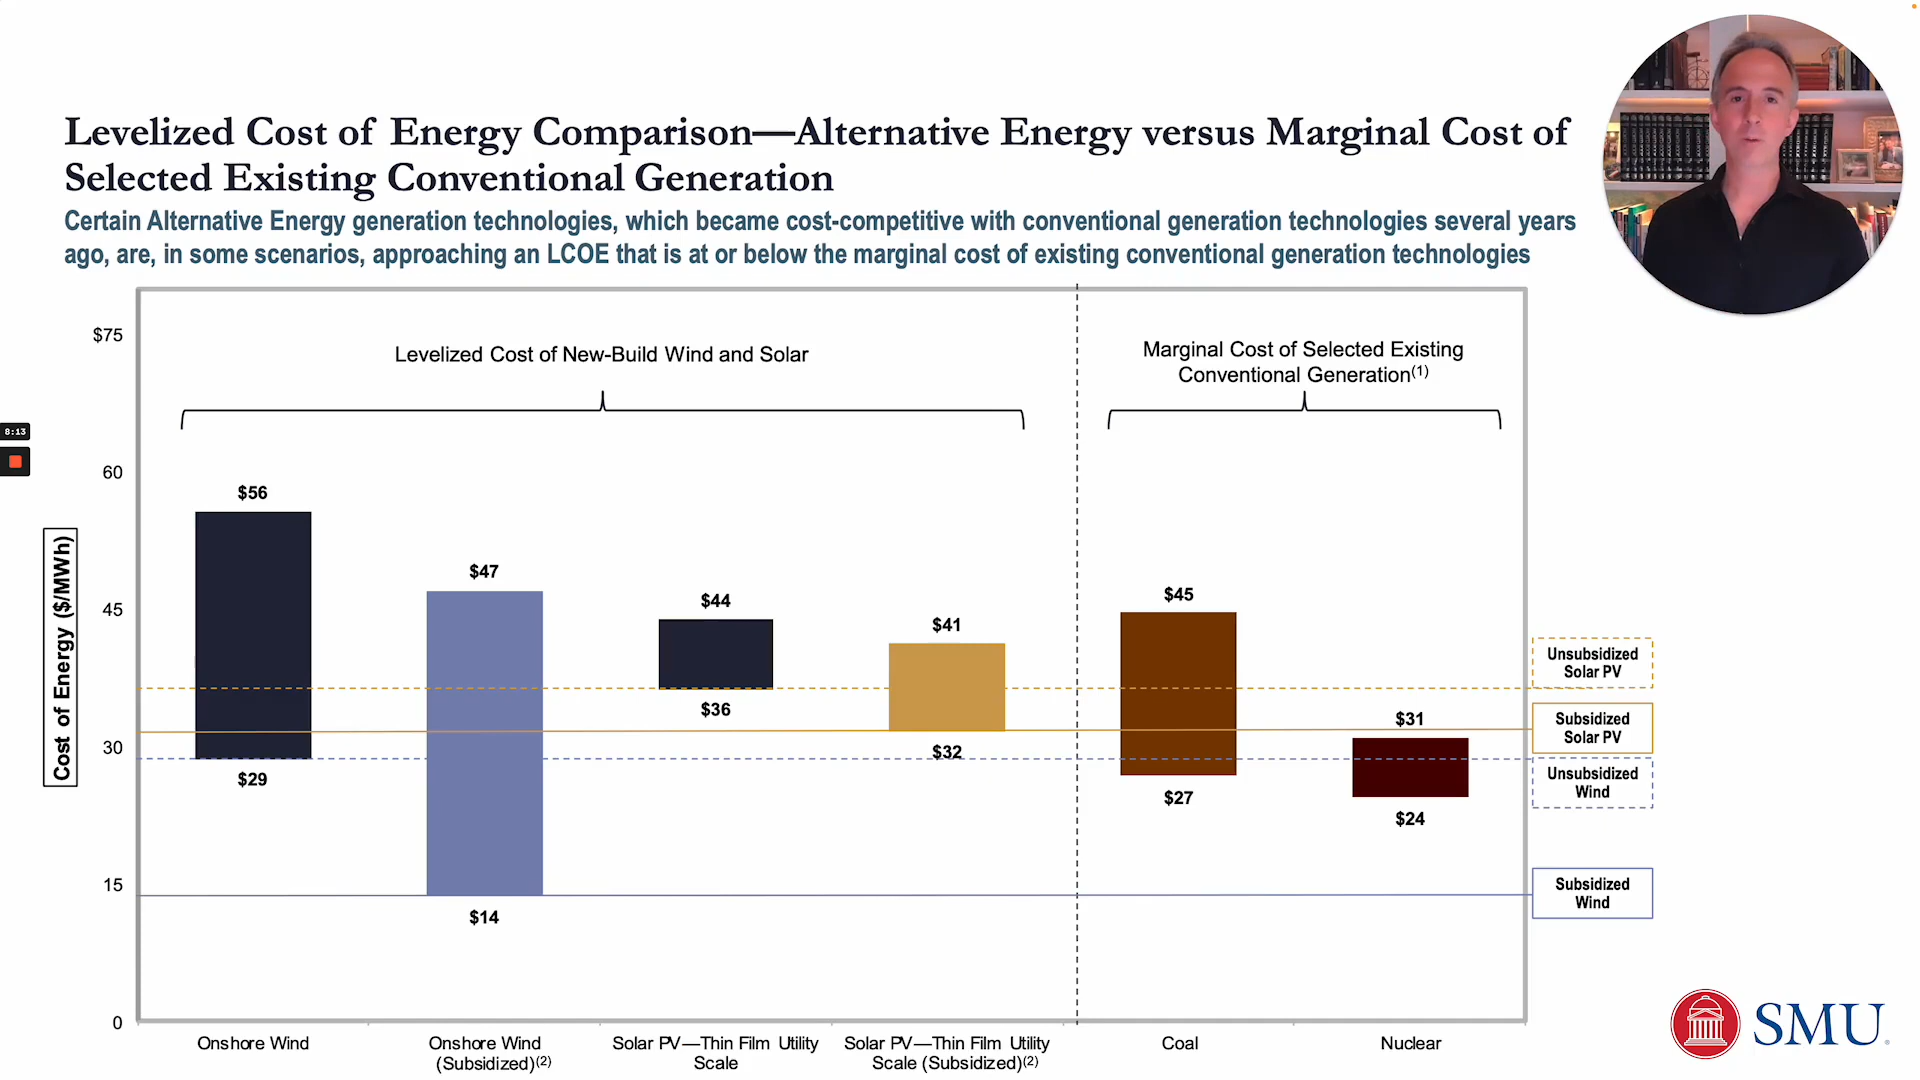 Levelized Cost of Energy Comparison—Alternative Energy versus Marginal Cost of
Selected Existing Conventional Generation
Certain Alternative Energy generation technologies, which became cost-competitive with conventional generation technologies several years
ago, are, in some scenarios, approaching an LCOE that is at or below the marginal cost of existing conventional generation technologies
$75
60
45
30
15
0
Cost of Energy ($/MWh)
8:13
Levelized Cost of New-Build Wind and Solar
Marginal Cost of Selected Existing
Conventional Generation(1)
$56
$29
$47
$14
$44
$36
$41
$32
$45
$27
$31
$24
Unsubsidized
Solar PV
Subsidized
Solar PV
Unsubsidized
Wind
Subsidized
Wind
Onshore Wind
Onshore Wind
(Subsidized)(2)
Solar PV—Thin Film Utility
Scale
Solar PV—Thin Film Utility
Scale (Subsidized)(2)
Coal
Nuclear
SMU